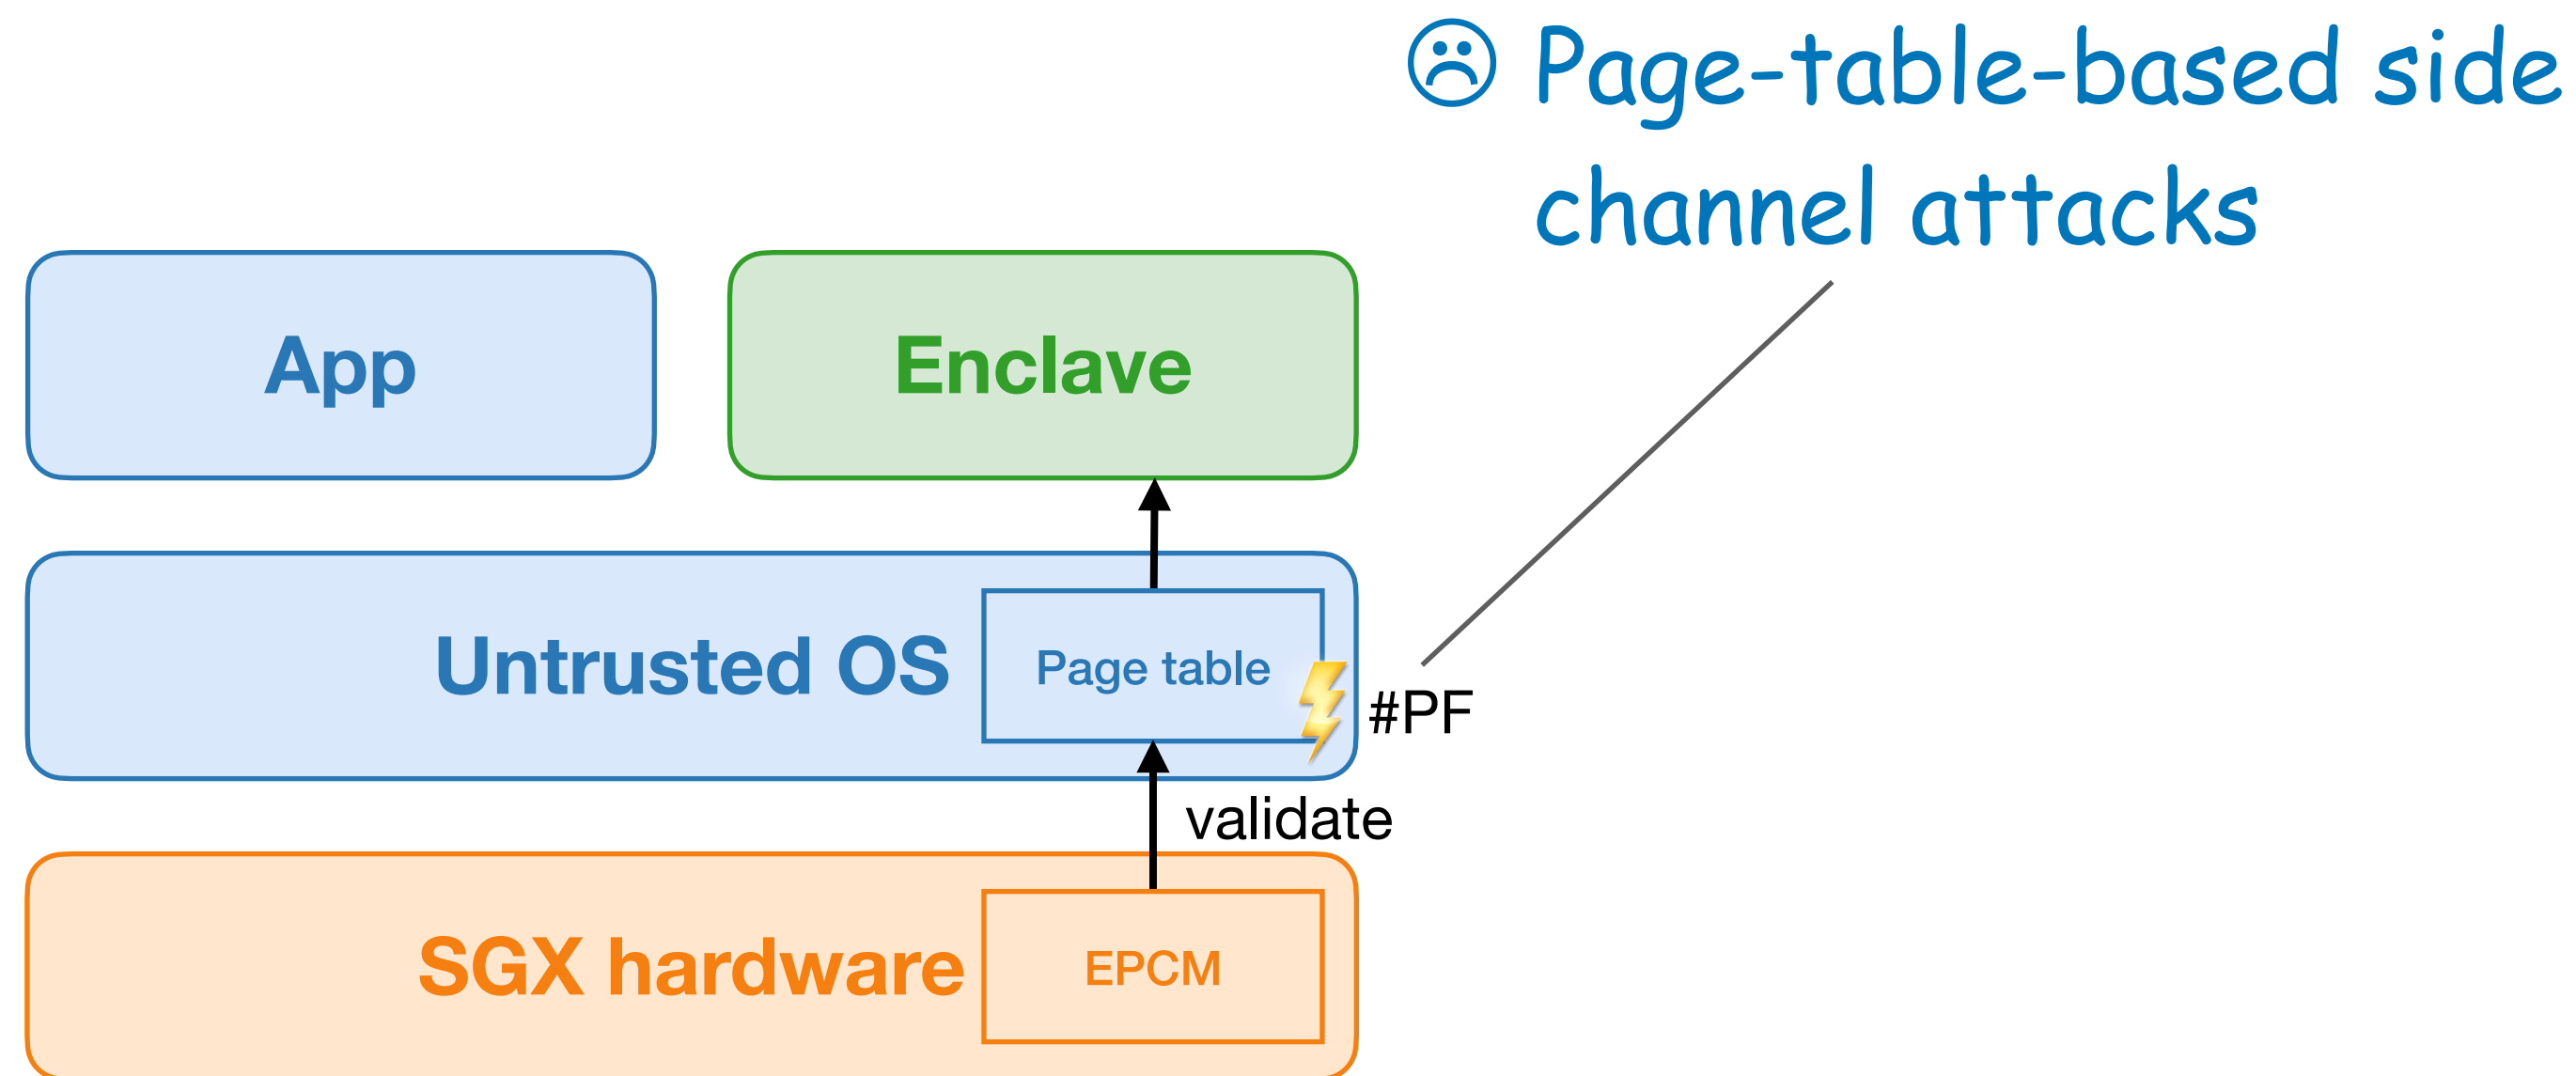 ☹ Page-table-based side
channel attacks
App
Enclave
Untrusted OS
Page table
#PF
validate
SGX hardware
EPCM